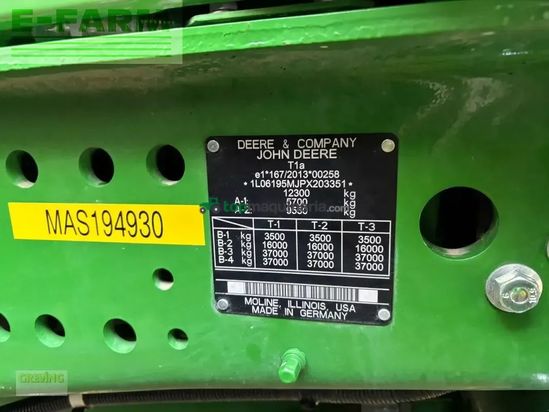 E-FARM
DEERE & COMPANY
JOHN DEERE
T1a
e1*167/2013*00258
*1L06195MJPX203351*
12300 kg
A-1: 5700 kg
A-2: kg
T-1 T-2 T-3
B-1 kg 3500 3500 3500
B-2 kg 16000 16000 16000
B-3 kg 37000 37000 37000
B-4 kg 37000 37000 37000
MOLINE, ILLINOIS, USA
MADE IN GERMANY
MAS194930
GREVING